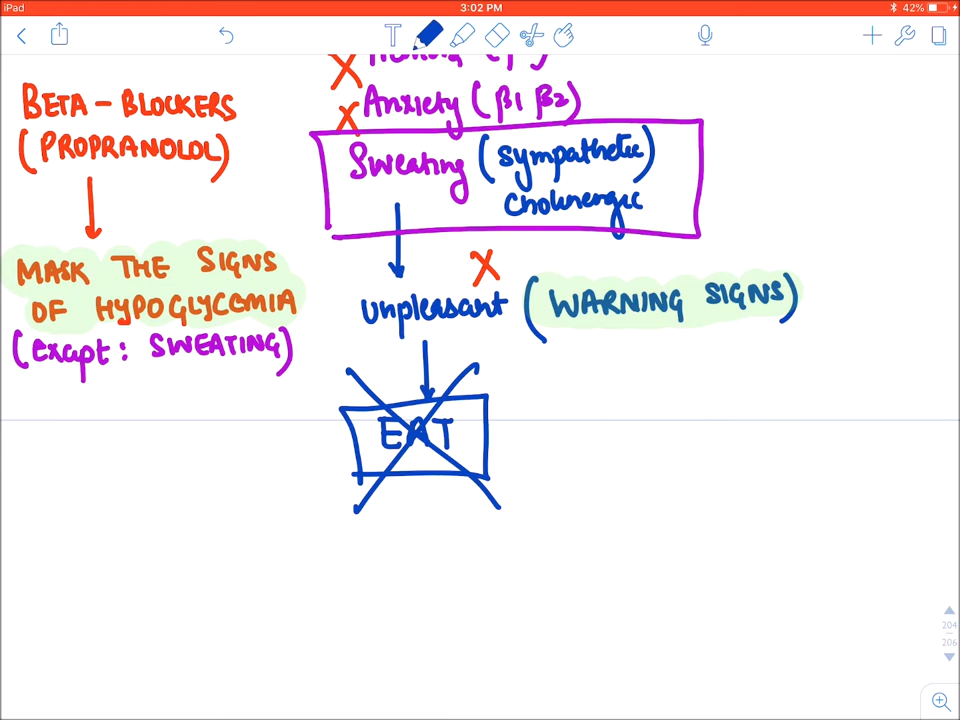 iPad
3:02 PM
42%
T
Anxiety (β1 β2)
BETA-BLOCKERS
(PROPRANOLOL)
Sweating (sympathetic)
cholinergic
MASK THE SIGNS
OF HYPOGLYCEMIA
(except: SWEATING)
unpleasant (WARNING SIGNS)
EAT
204
206